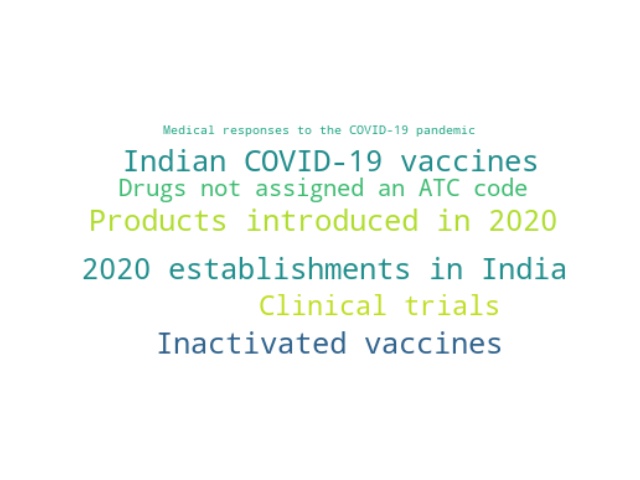 Medical responses to the COVID-19 pandemic
Indian COVID-19 vaccines
Drugs not assigned an ATC code
Products introduced in 2020
2020 establishments in India
Clinical trials
Inactivated vaccines